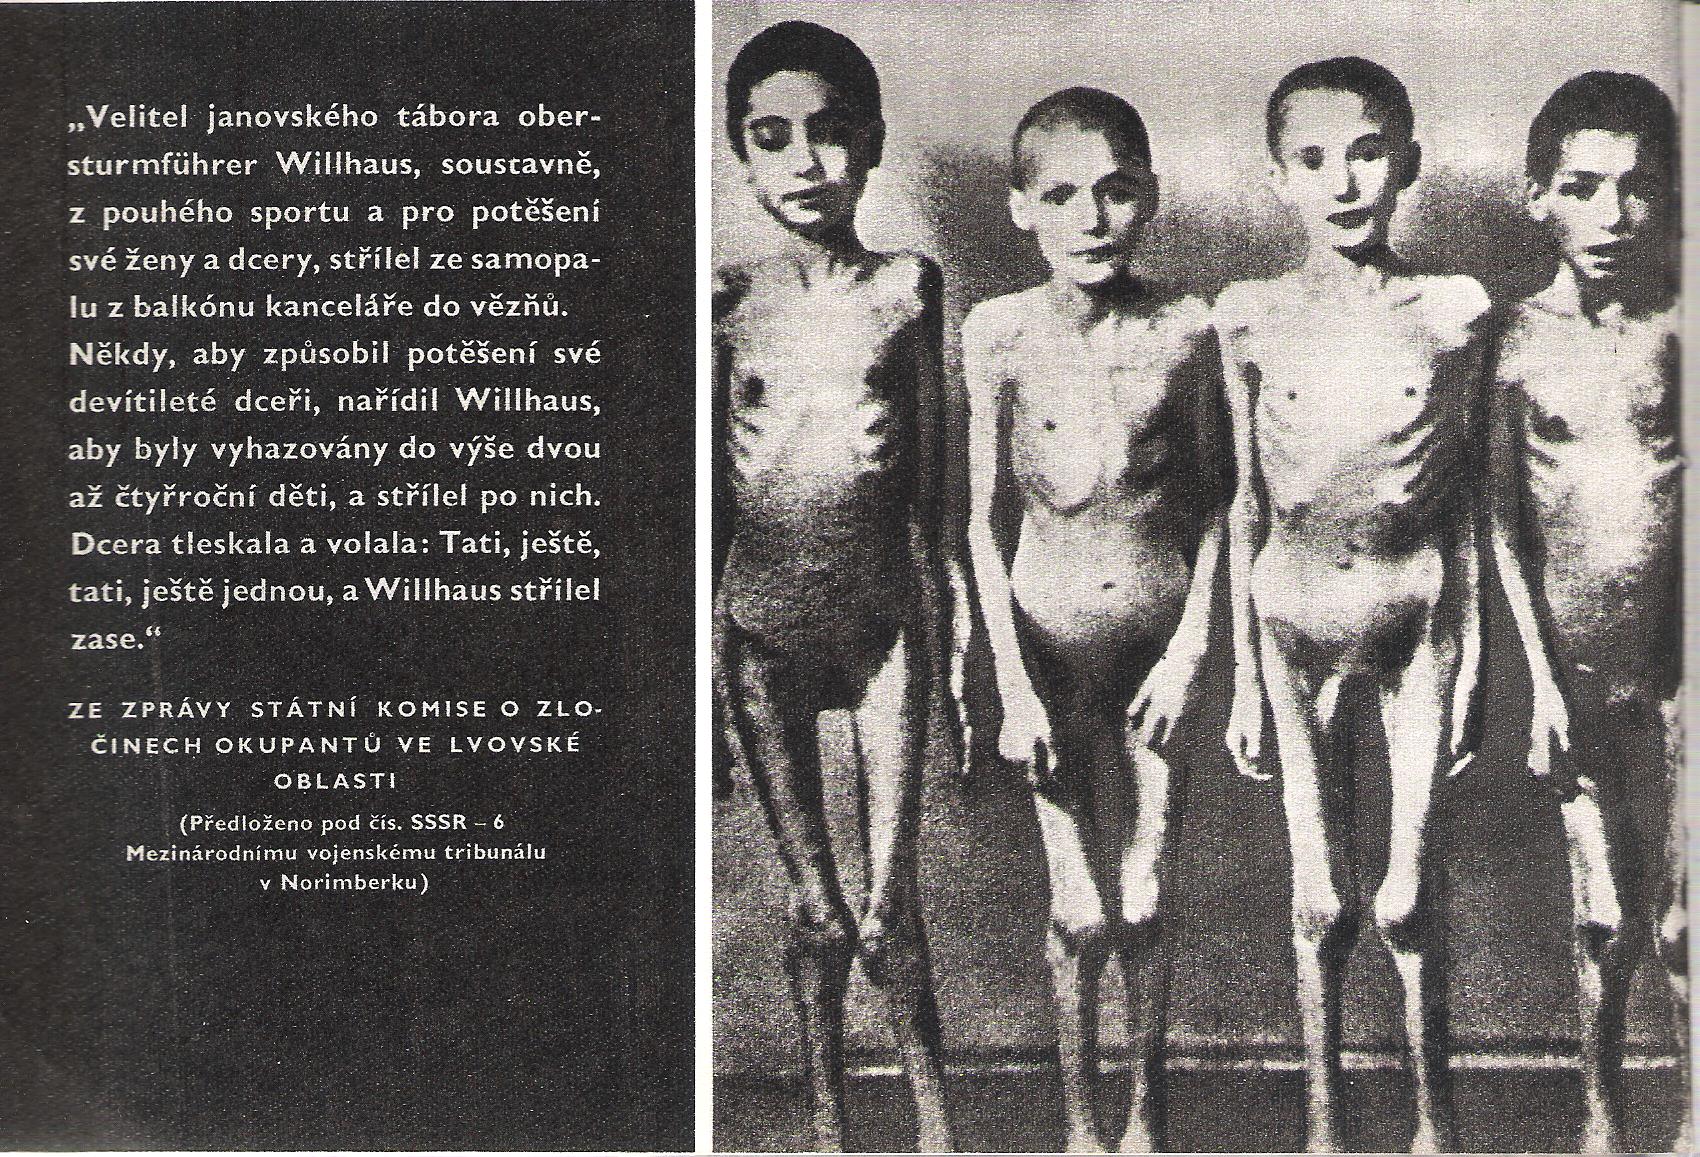 „Velitel janovského tábora ober-
sturmführer Willhaus, soustavně,
z pouhého sportu a pro potěšení
své ženy a dcery, střílel ze samopa-
lu z balkónu kanceláře do vězňů.
Někdy, aby způsobil potěšení své
devítileté dceři, nařídil Willhaus,
aby byly vyhazovány do výše dvou
až čtyřroční děti, a střílel po nich.
Dcera tleskala a volala: Tati, ještě,
tati, ještě jednou, a Willhaus střílel
zase.“
ZE ZPRÁVY STÁTNÍ KOMISE O ZLO-
ČINECH OKUPANTŮ VE LVOVSKÉ
OBLASTI
(Předloženo pod čís. SSSR – 6
Mezinárodnímu vojenskému tribunálu
v Norimberku)